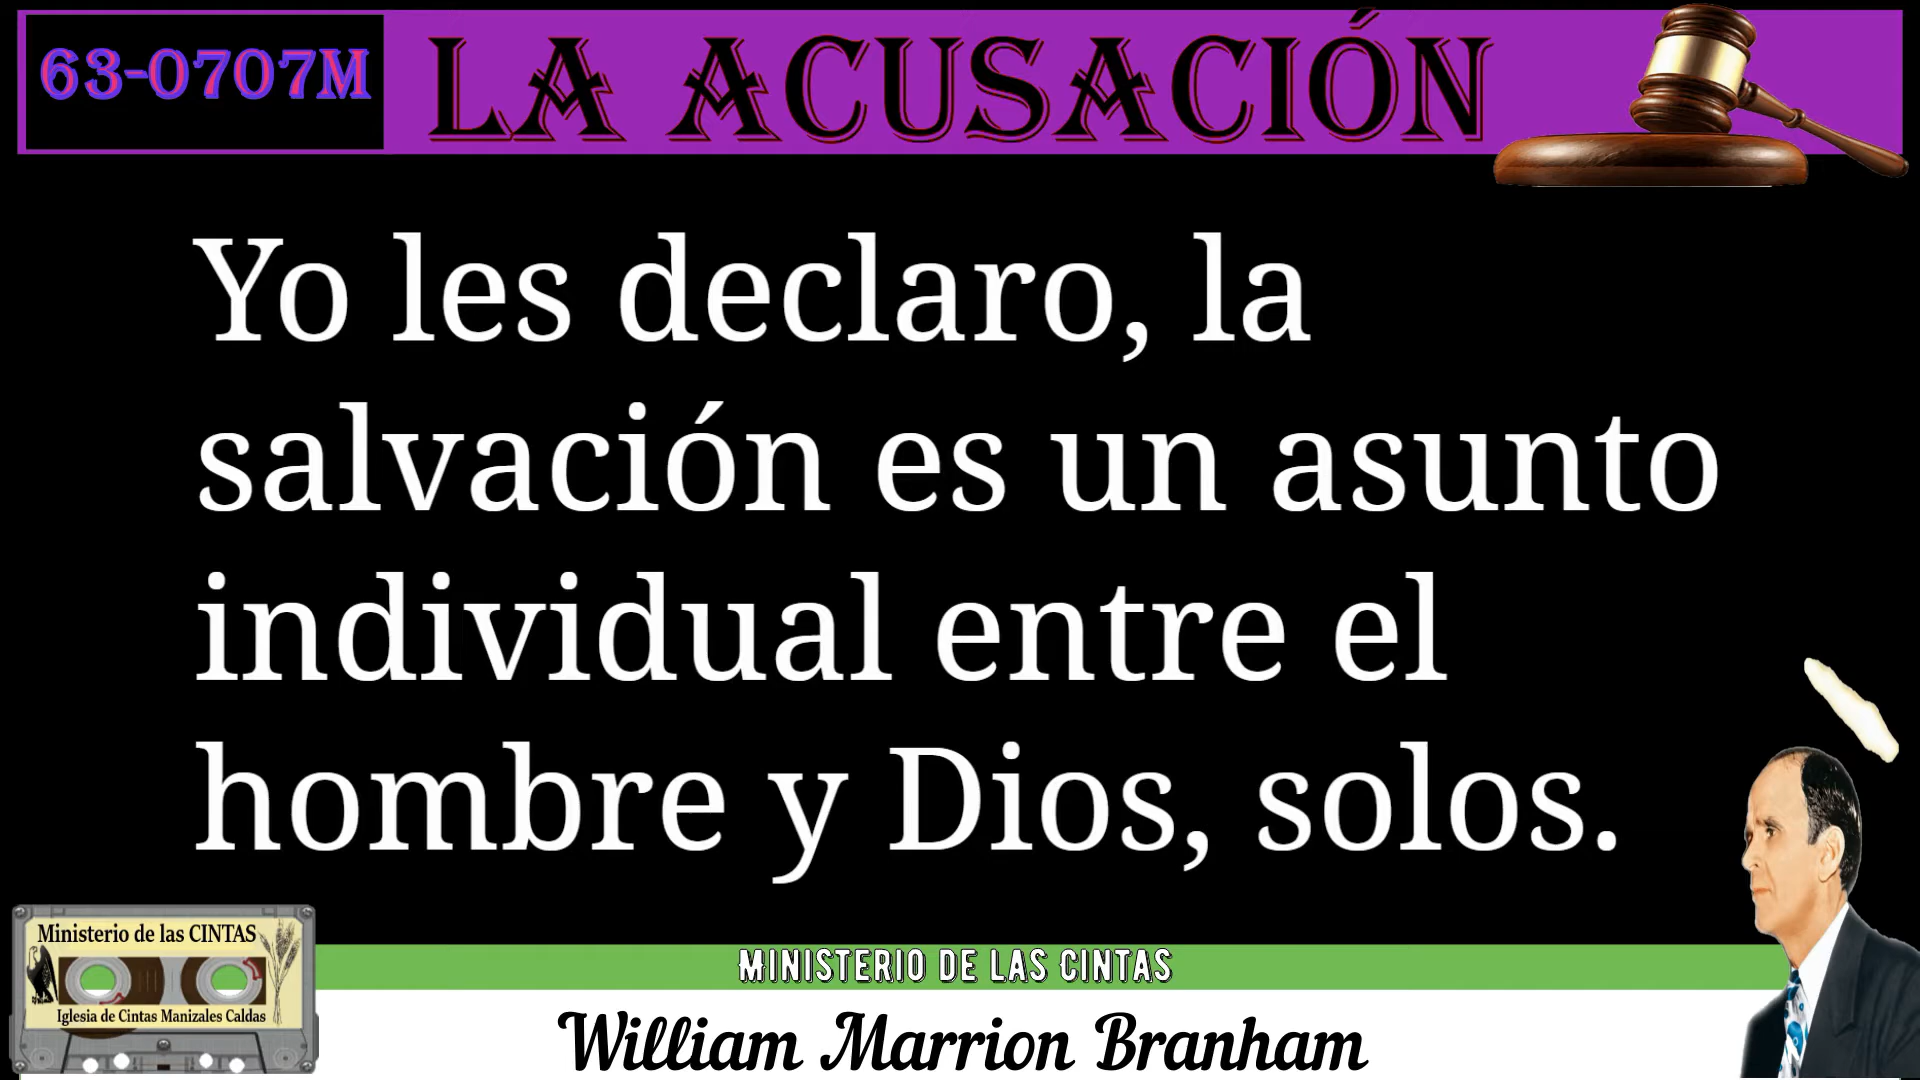 63-0707M
LA ACUSACIÓN
Yo les declaro, la
salvación es un asunto
individual entre el
hombre y Dios, solos.
Ministerio de las CINTAS
Iglesia de Cintas Manizales Caldas
MINISTERIO DE LAS CINTAS
William Marrion Branham